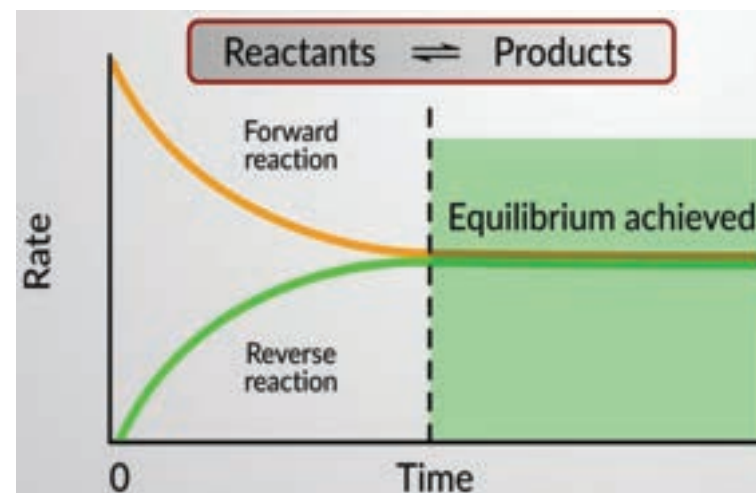 Reactants ⇌ Products
Forward
reaction
Equilibrium achieved
Rate
Reverse
reaction
0
Time